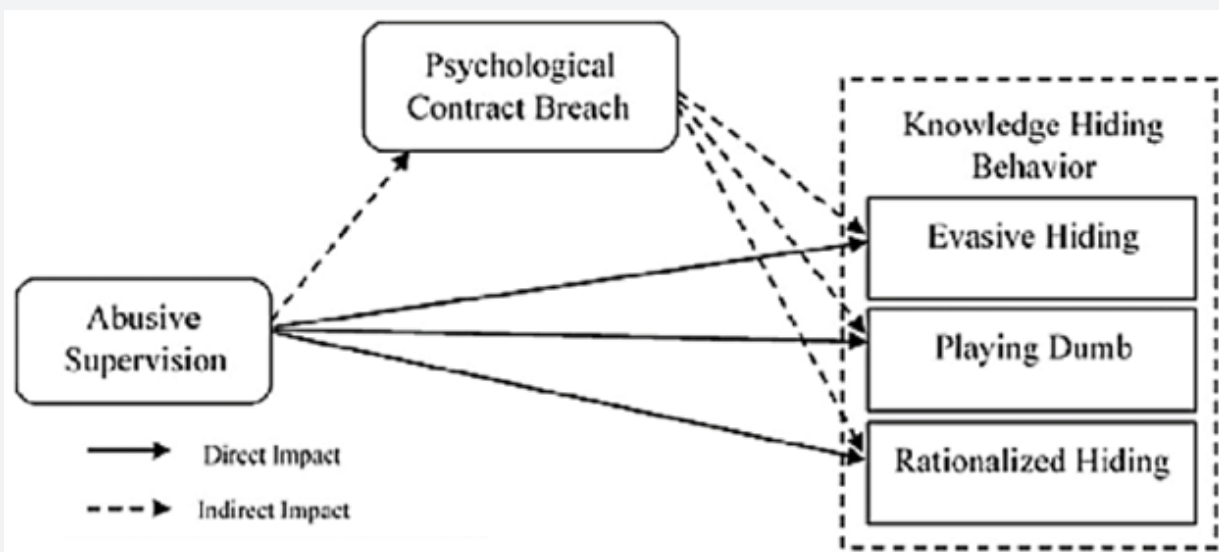 Psychological
Contract Breach
Knowledge Hiding
Behavior
Evasive Hiding
Abusive
Supervision
Playing Dumb
Rationalized Hiding
Direct Impact
Indirect Impact